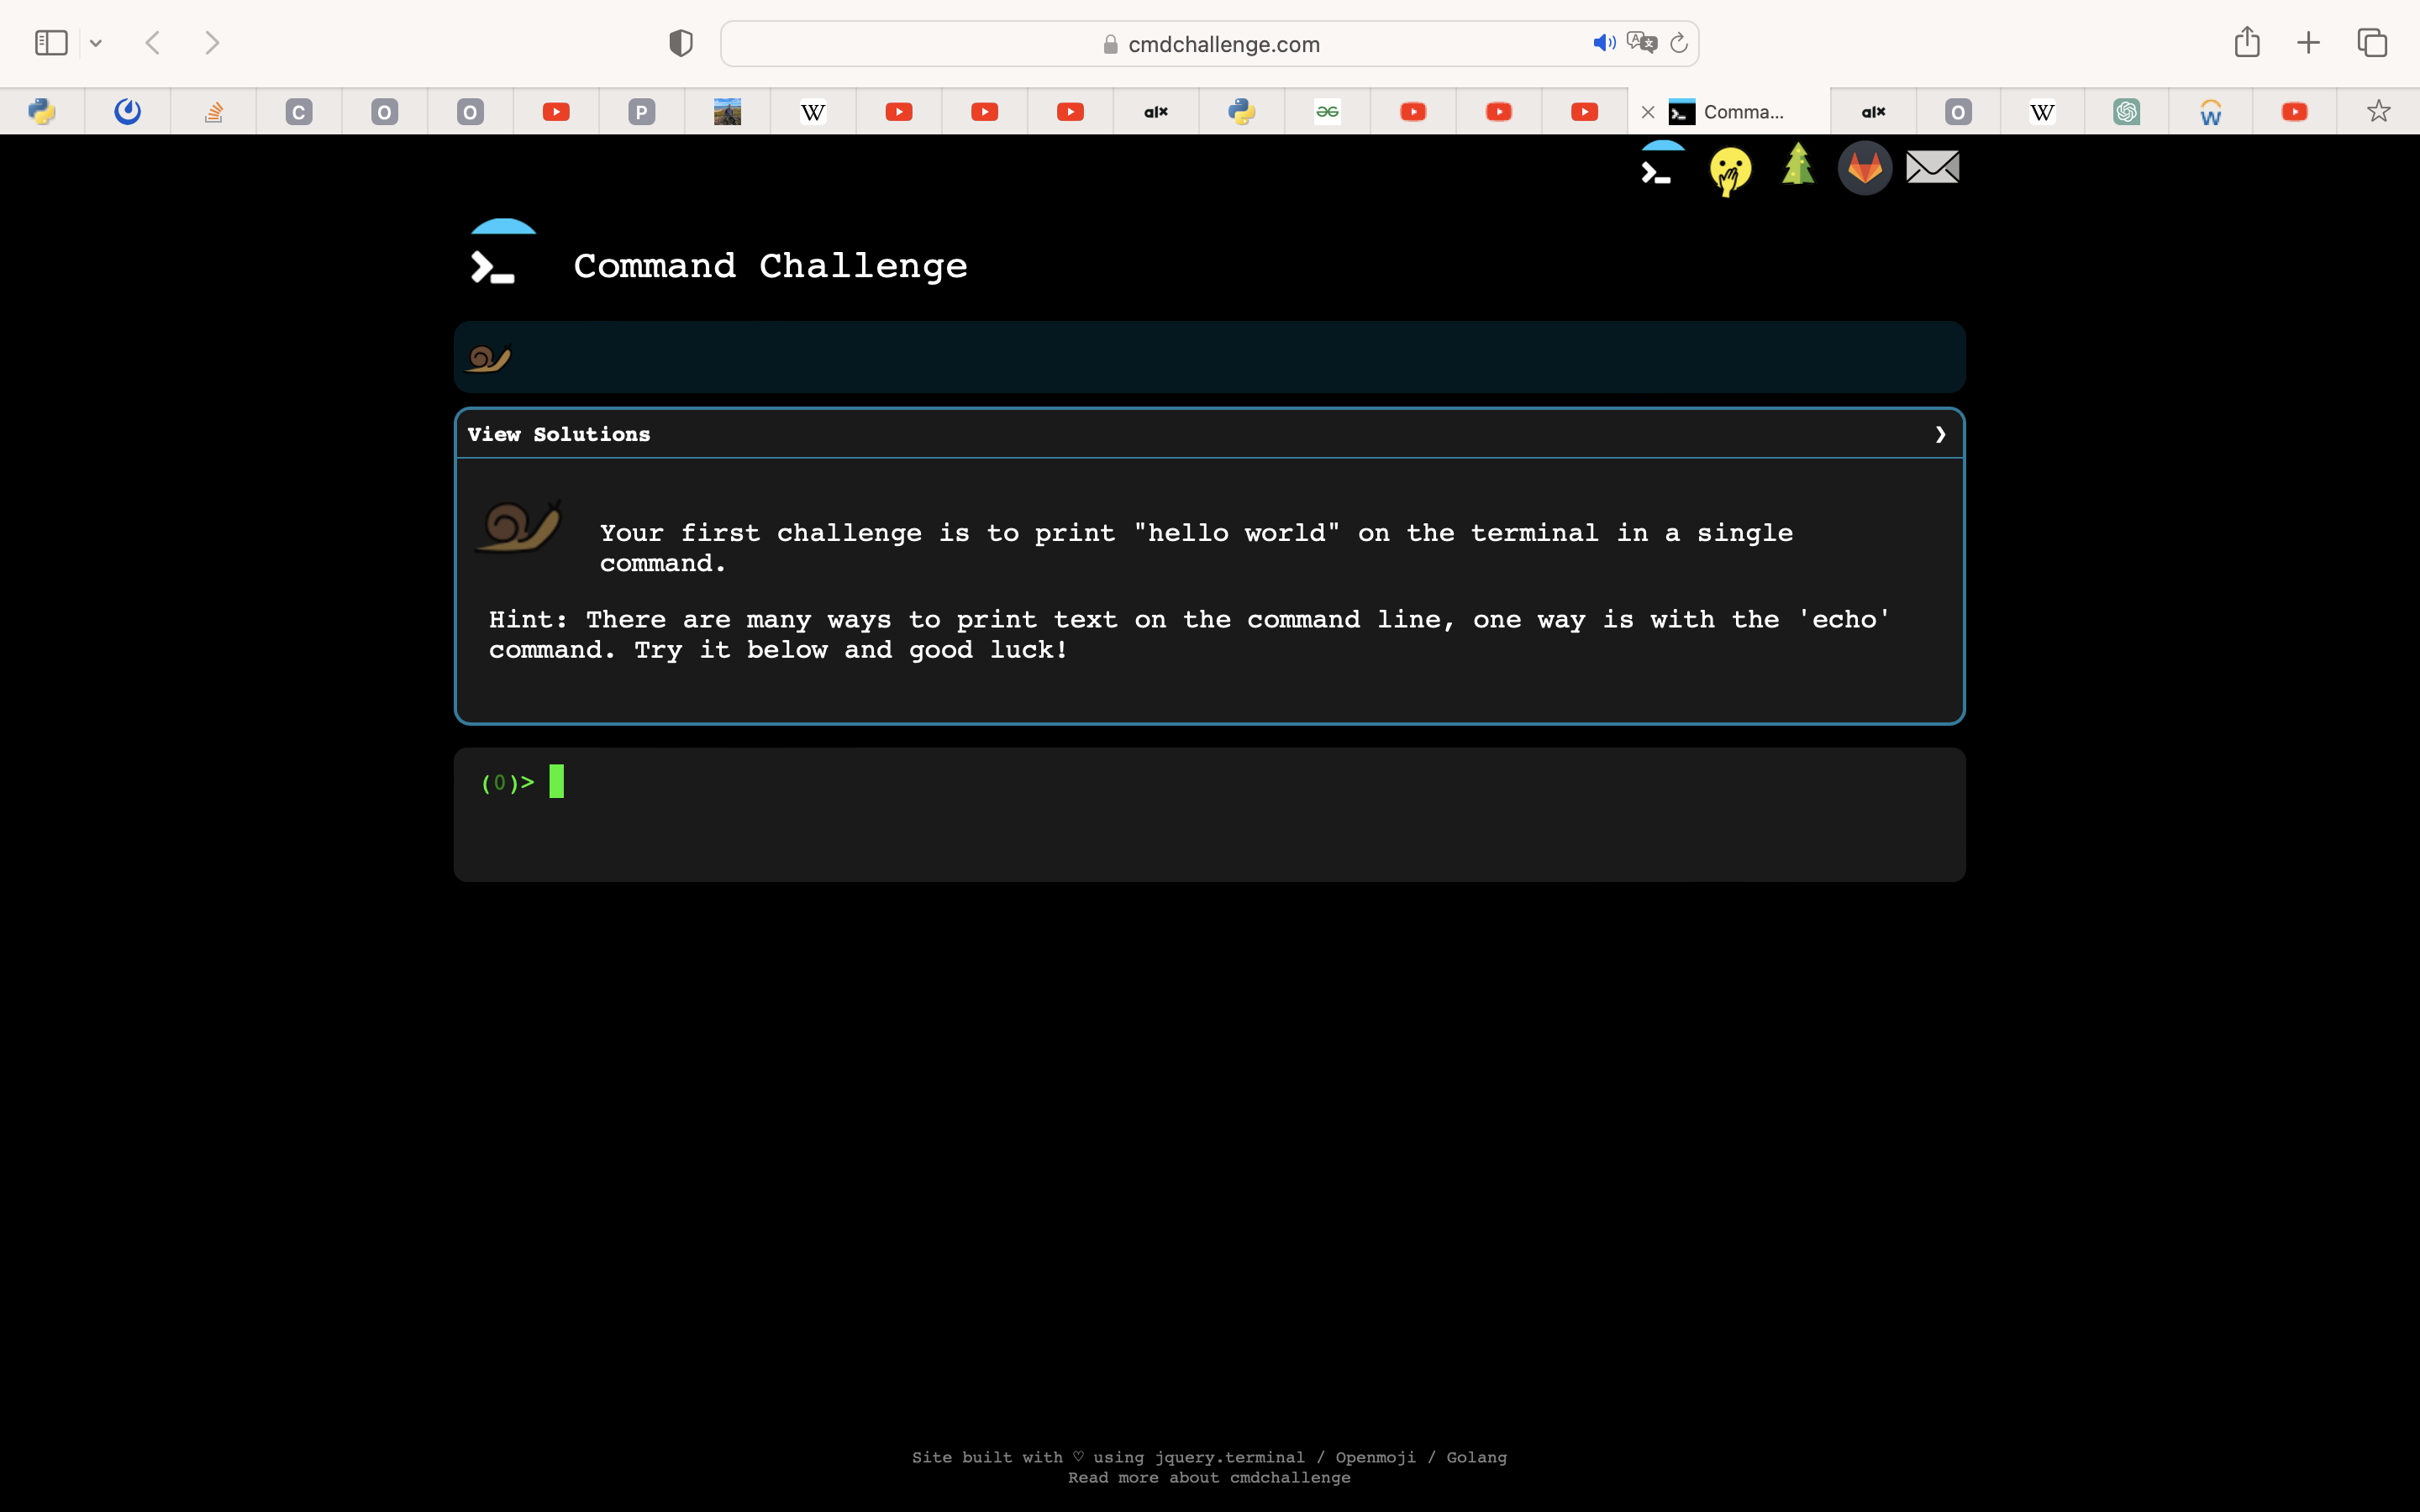 cmdchallenge.com
C
O
O
P
W
alx
Comma...
alx
O
W
W
Command Challenge
View Solutions
Your first challenge is to print "hello world" on the terminal in a single
command.
Hint: There are many ways to print text on the command line, one way is with the 'echo'
command. Try it below and good luck!
(0)>
Site built with ♡ using jquery.terminal / Openmoji / Golang
Read more about cmdchallenge